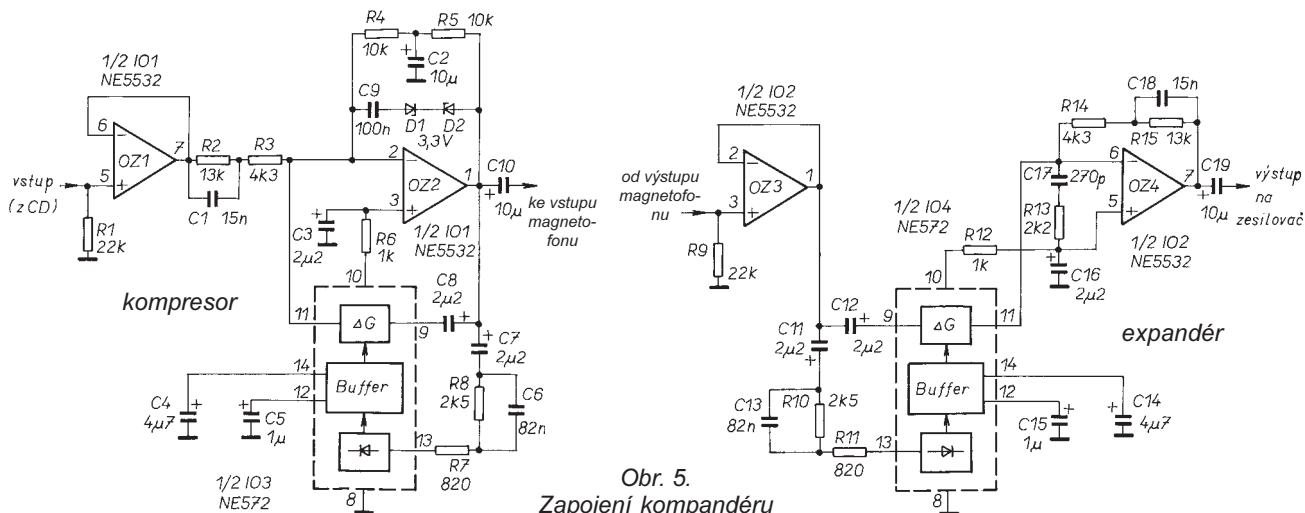 R4
10k
R5 10k
+
C2
10µ
1/2 IO1
NE5532
6
−
5
+
OZ1
7
R2
13k
R3
4k3
C1
15n
vstup
(z CD)
R1
22k
C9
100n
D1
D2
3,3V
2
−
3
+
OZ2
1
C10
+
10µ
ke vstupu
magneto-
fonu
1/2 IO1
NE5532
C3
2µ2
+
R6
1k
10
kompresor
11
ΔG
9
C8
2µ2
+
C7
+
2µ2
14
12
Buffer
R8
2k5
C6
82n
C4
4µ7
+
C5
1µ
+
13
R7
820
8
1/2 IO3
NE572
1/2 IO2
NE5532
2
−
3
+
OZ3
1
od výstupu
magnetofo-
nu
R9
22k
C18
15n
R14
4k3
R15
13k
C17
270p
R13
2k2
6
−
5
+
OZ4
7
C19
+
10µ
výstup
na
zesilovač
1/2 IO2
NE5532
1/2 IO4
NE572
R12
1k
10
+
C16
2µ2
C12
+
2µ2
C11
2µ2
+
9
ΔG
11
expandér
14
12
Buffer
C13
82n
R10
2k5
R11
820
13
C15
1µ
+
C14
4µ7
+
8
Obr. 5.
Zapojení kompandéru